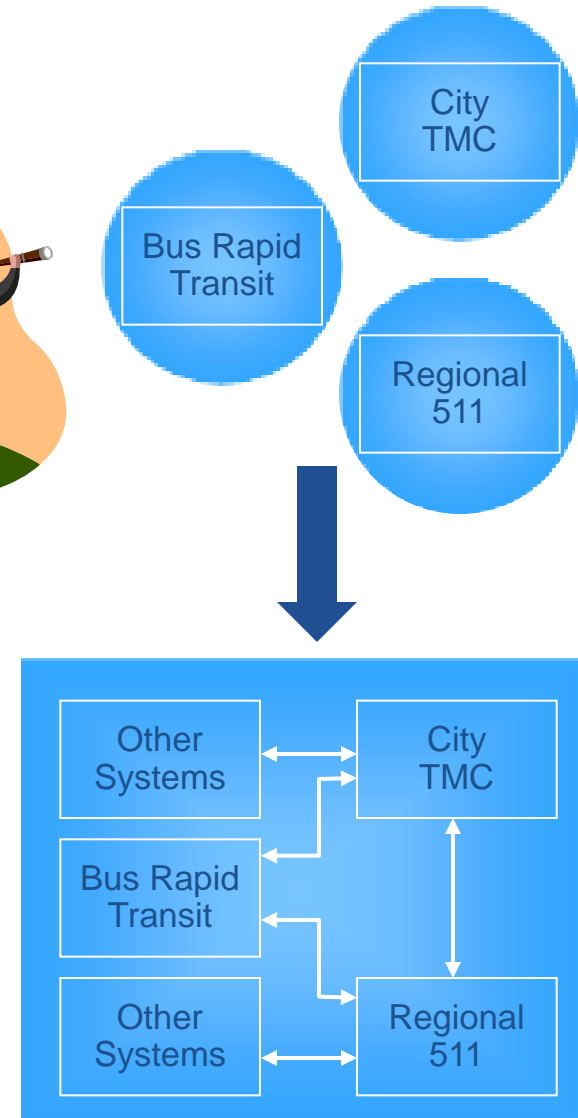 City
TMC
Bus Rapid
Transit
Regional
511
Other
Systems
City
TMC
Bus Rapid
Transit
Other
Systems
Regional
511